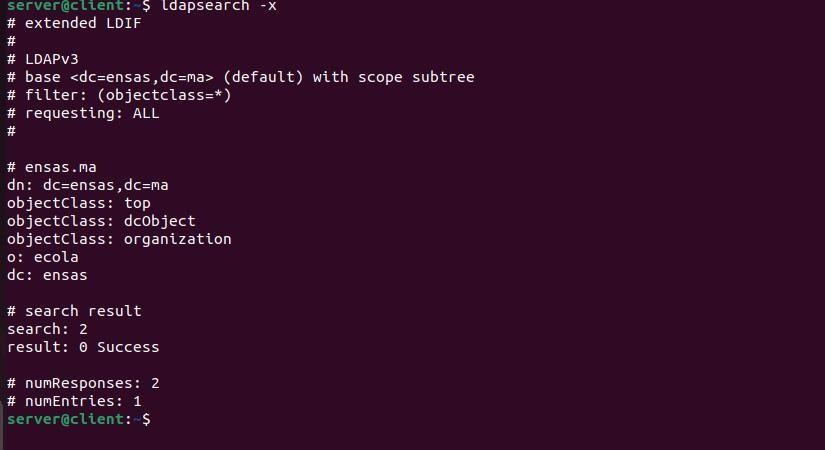 server@client:~$ ldapsearch -x
# extended LDIF
#
# LDAPv3
# base <dc=ensas,dc=ma> (default) with scope subtree
# filter: (objectclass=*)
# requesting: ALL
#
# ensas.ma
dn: dc=ensas,dc=ma
objectClass: top
objectClass: dcObject
objectClass: organization
o: ecola
dc: ensas
# search result
search: 2
result: 0 Success
# numResponses: 2
# numEntries: 1
server@client:~$